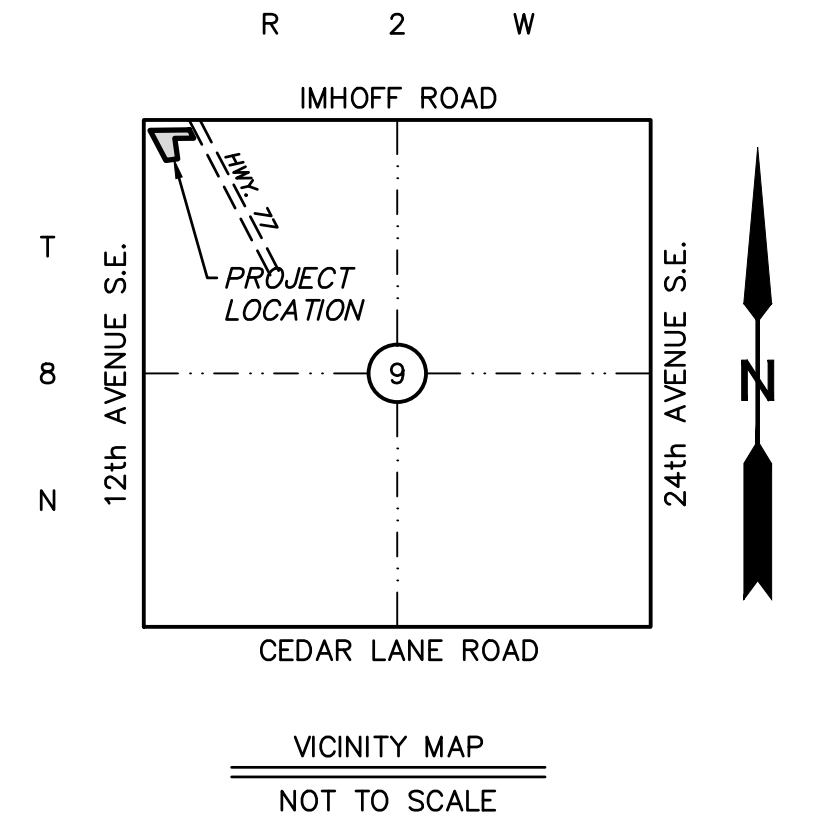 R 2 W
IMHOFF ROAD
HWY. 77
T
8
N
12th AVENUE S.E.
PROJECT
LOCATION
9
24th AVENUE S.E.
N
CEDAR LANE ROAD
VICINITY MAP
NOT TO SCALE